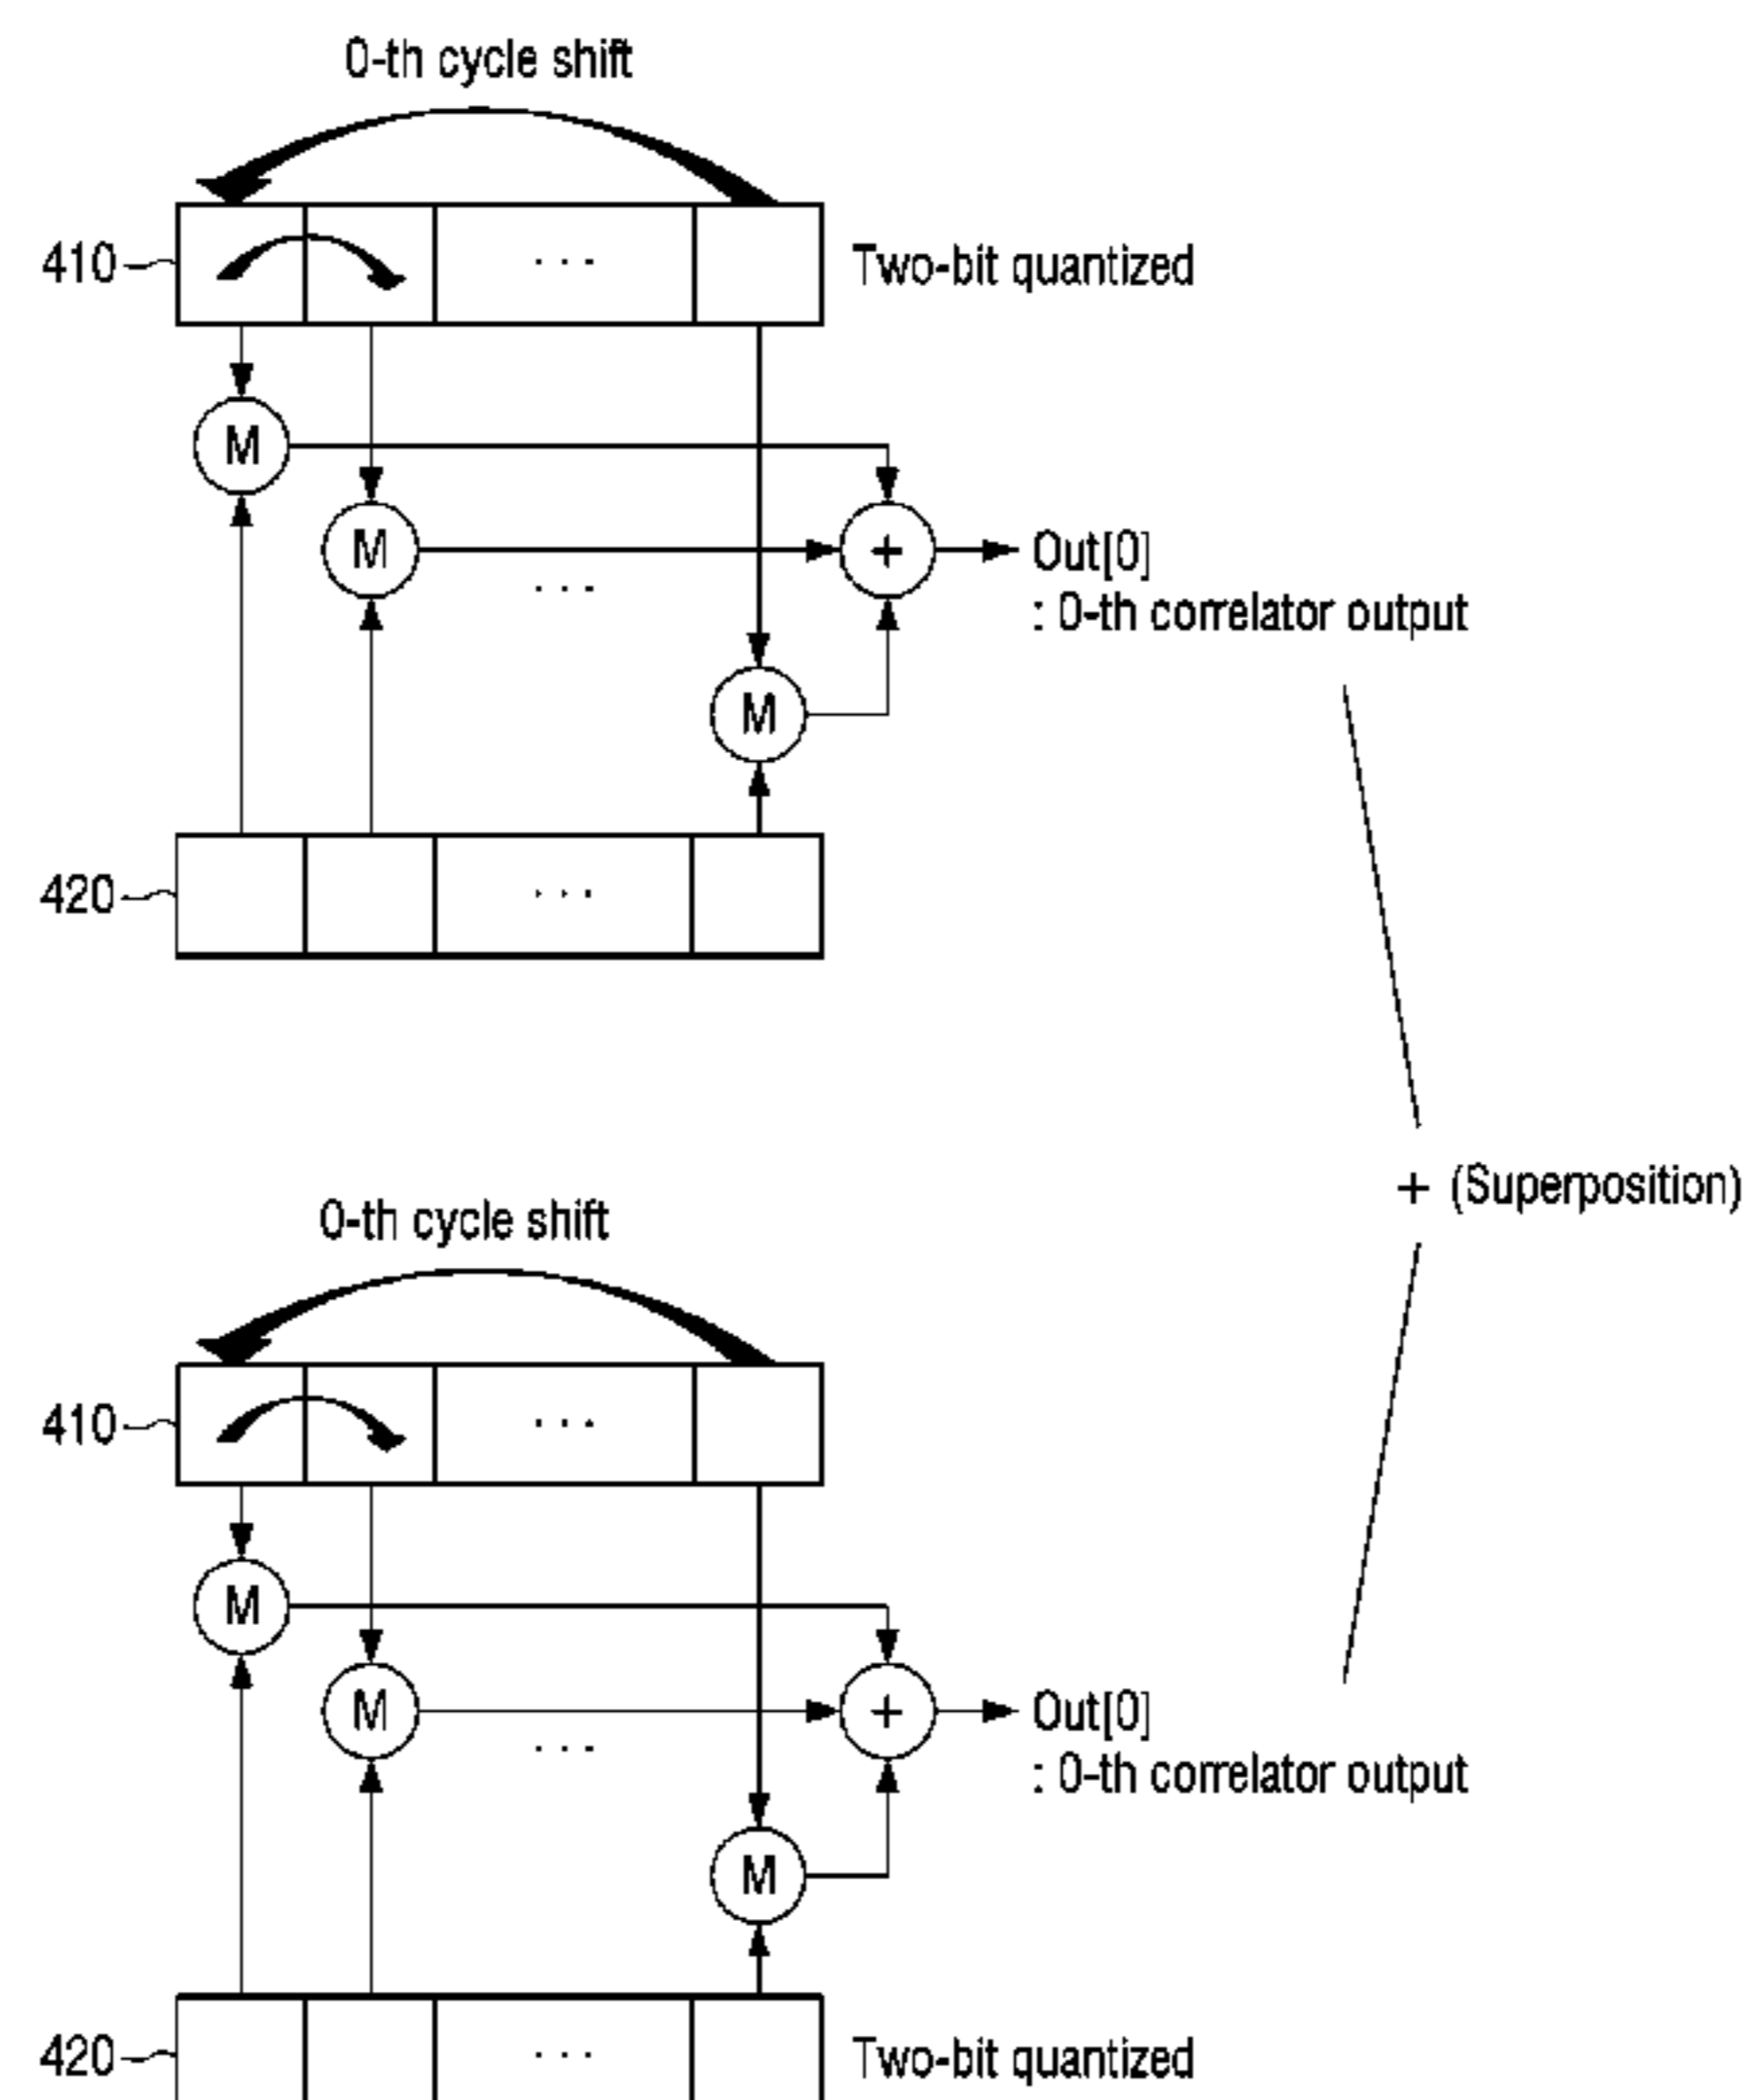 0-th cycle shift
410
. . .
Two-bit quantized
M
M
+
Out[0]
. . .
: 0-th correlator output
M
420
. . .
+ (Superposition)
0-th cycle shift
410
. . .
M
M
+
Out[0]
. . .
: 0-th correlator output
M
420
. . .
Two-bit quantized